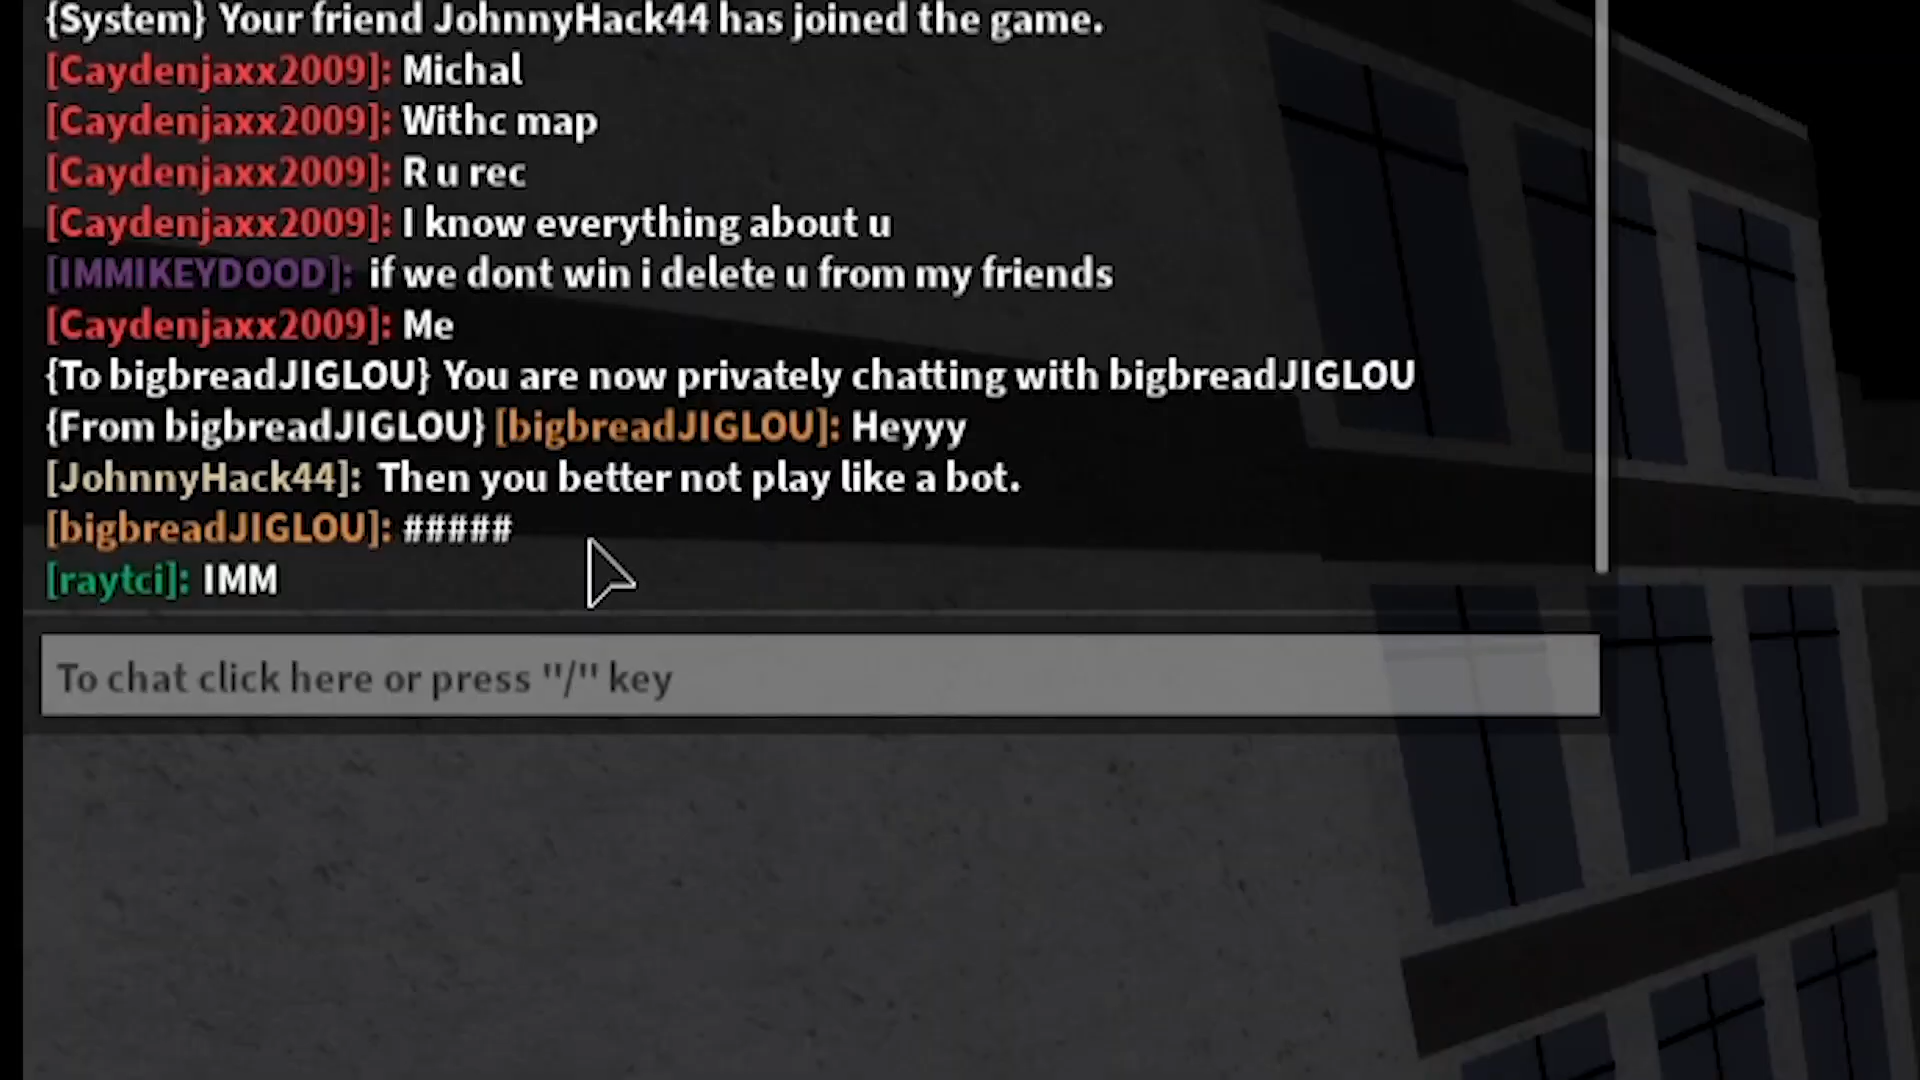 {System} Your friend JohnnyHack44 has joined the game.
[Caydenjaxx2009]: Michal
[Caydenjaxx2009]: Withc map
[Caydenjaxx2009]: R u rec
[Caydenjaxx2009]: I know everything about u
[IMMIKEYDOOD]: if we dont win i delete u from my friends
[Caydenjaxx2009]: Me
{To bigbreadJIGLOU} You are now privately chatting with bigbreadJIGLOU
{From bigbreadJIGLOU} [bigbreadJIGLOU]: Heyyy
[JohnnyHack44]: Then you better not play like a bot.
[bigbreadJIGLOU]: #####
[raytci]: IMM
To chat click here or press "/" key